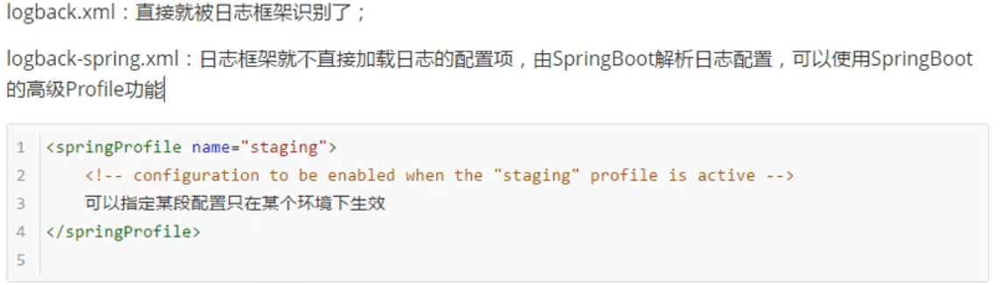 logback.xml：直接就被日志框架识别了；
logback-spring.xml：日志框架就不直接加载日志的配置项，由SpringBoot解析日志配置，可以使用SpringBoot
的高级Profile功能
1 <springProfile name="staging">
2     <!-- configuration to be enabled when the "staging" profile is active -->
3     可以指定某段配置只在某个环境下生效
4 </springProfile>
5